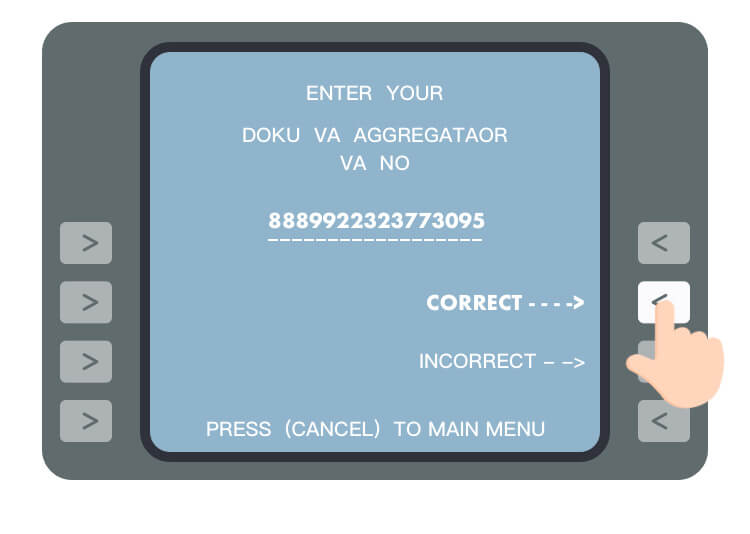 ENTER YOUR
DOKU VA AGGREGATAOR
VA NO
8889922323773095
CORRECT ---->
INCORRECT – –>
PRESS (CANCEL) TO MAIN MENU